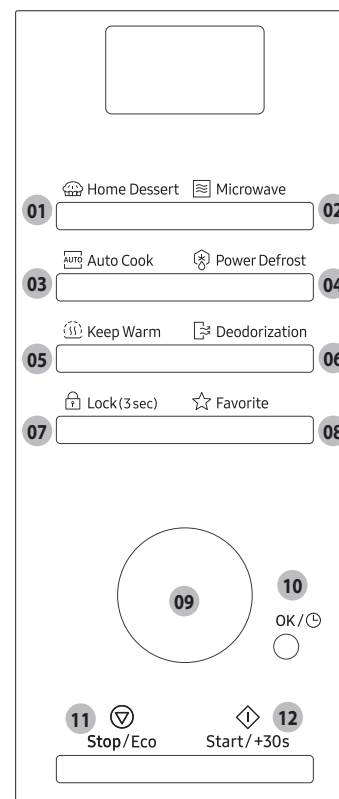 Home Dessert Microwave
01 02
AUTO Auto Cook Power Defrost
03 04
Keep Warm Deodorization
05 06
Lock(3 sec) Favorite
07 08
09
10
OK/
11 12
Stop/Eco Start/+30s